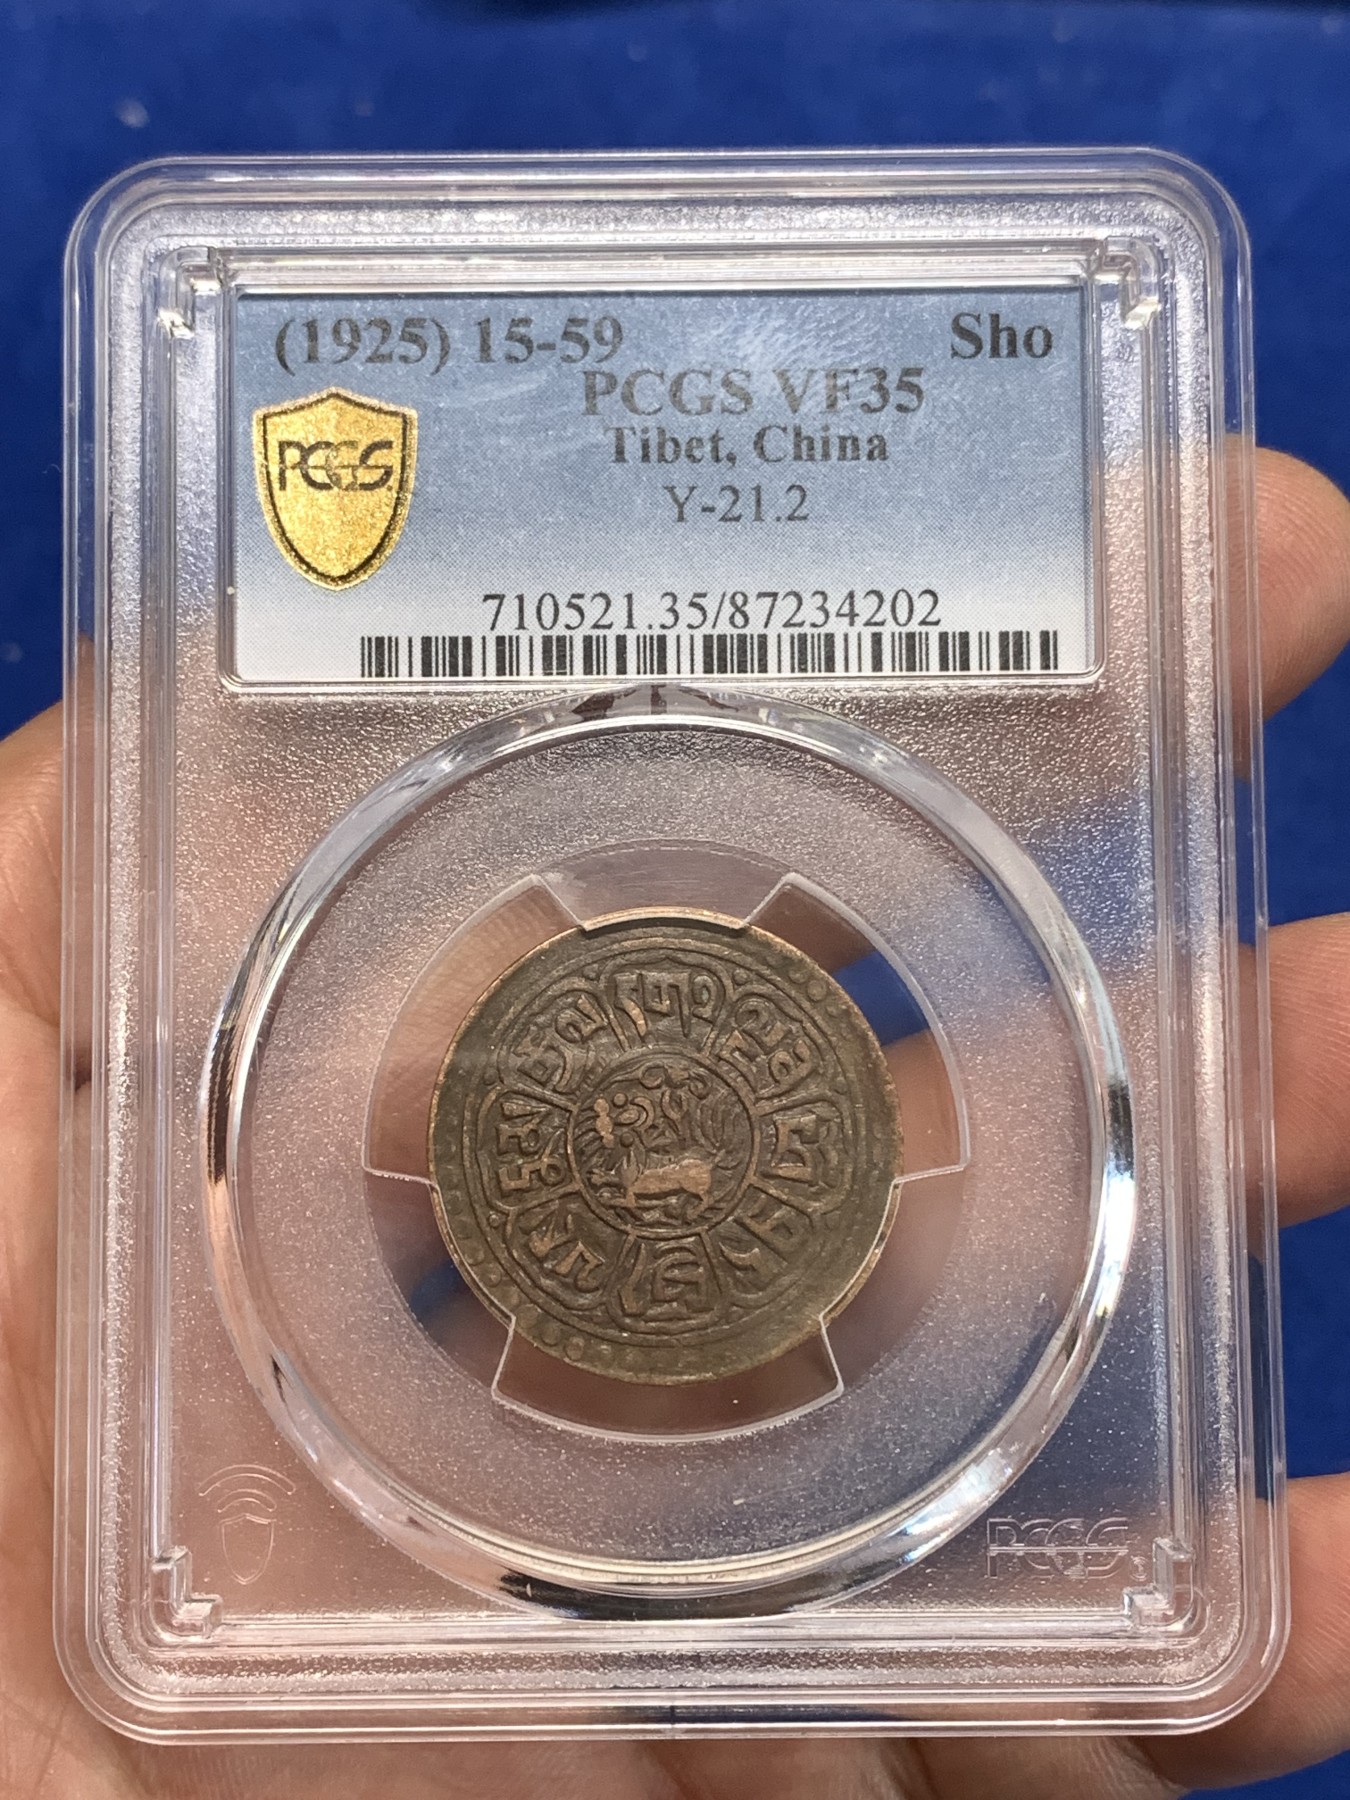 (1925) 15-59 Sho
PCGS VF35
Tibet, China
Y-21.2
PCGS
710521.35/87234202
PCGS